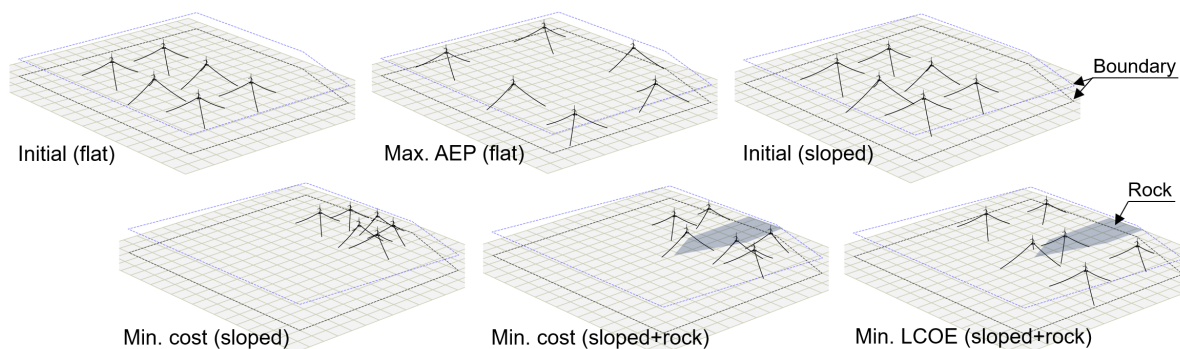 Boundary
Initial (flat)
Max. AEP (flat)
Initial (sloped)
Rock
Min. cost (sloped)
Min. cost (sloped+rock)
Min. LCOE (sloped+rock)